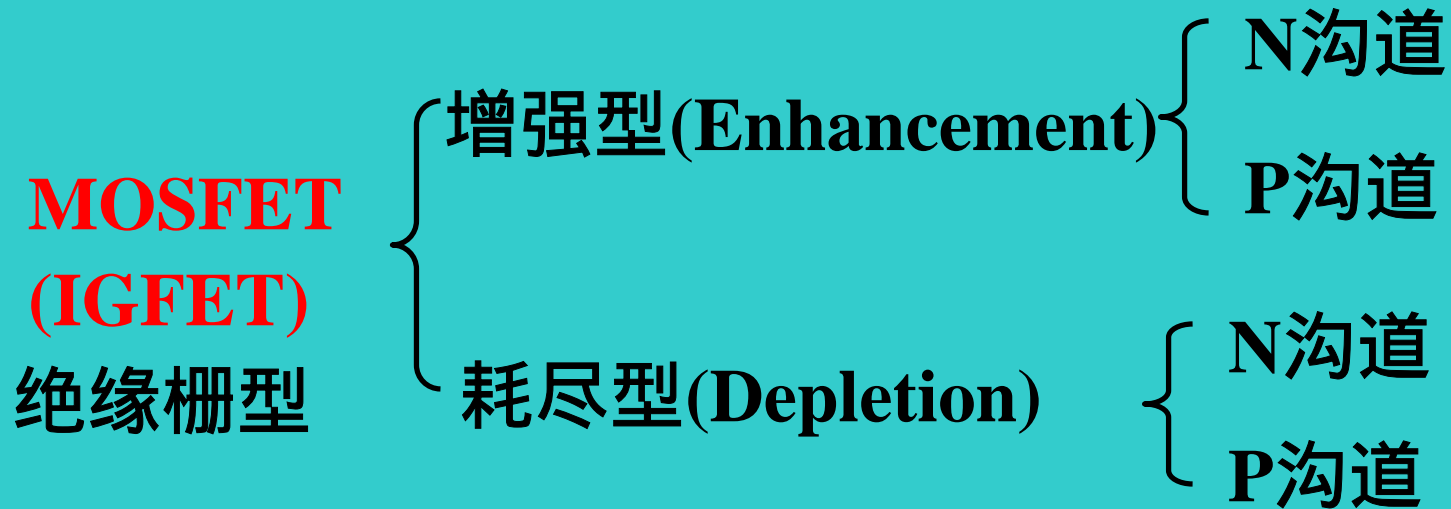 MOSFET
(IGFET)
绝缘栅型
增强型(Enhancement)
N沟道
P沟道
耗尽型(Depletion)
N沟道
P沟道